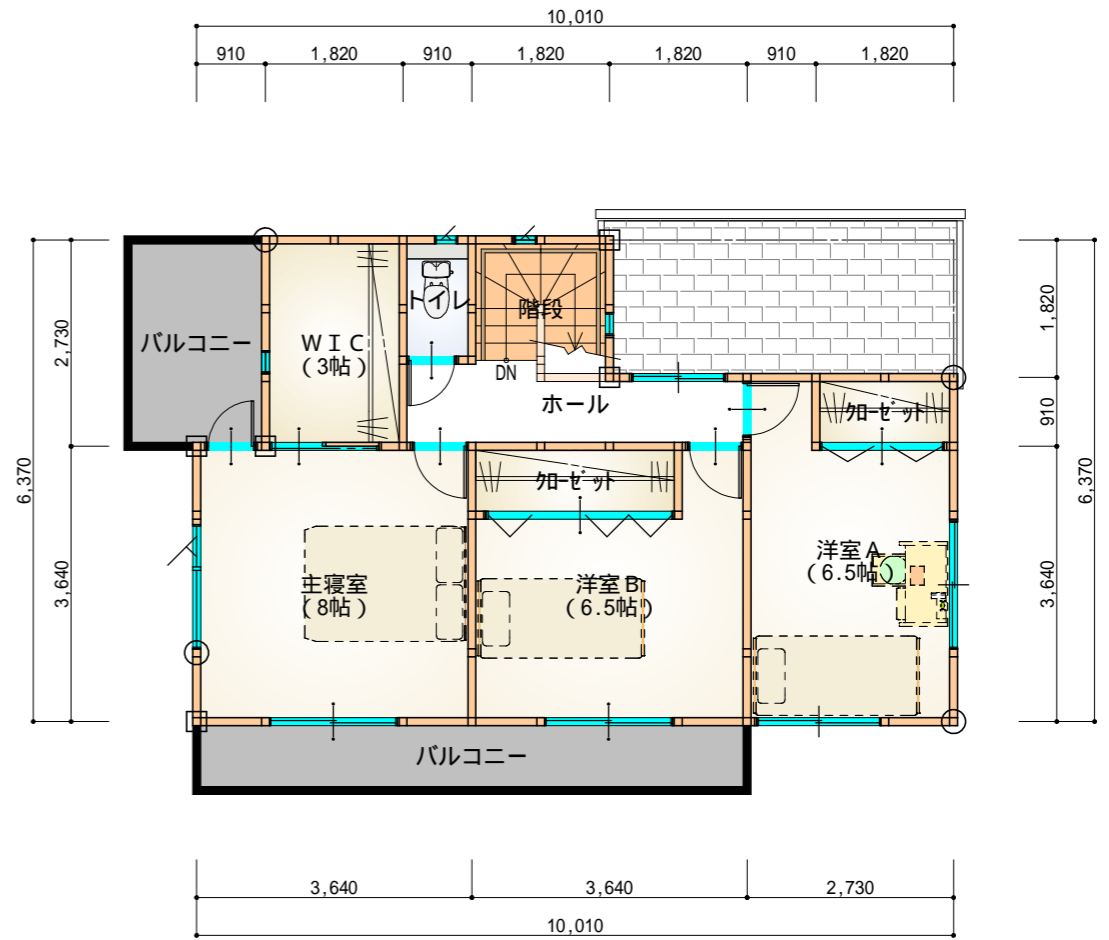 10,010
910
1,820
910
1,820
1,820
910
1,820
バルコニー
ＷＩＣ
(3帖)
トイレ
階段
DN
ホール
ｸﾛｰｾﾞｯﾄ
ｸﾛｰｾﾞｯﾄ
主寝室
(8帖)
洋室Ｂ
(6.5帖)
洋室Ａ
(6.5帖)
バルコニー
6,370
2,730
3,640
1,820
910
3,640
6,370
3,640
3,640
2,730
10,010